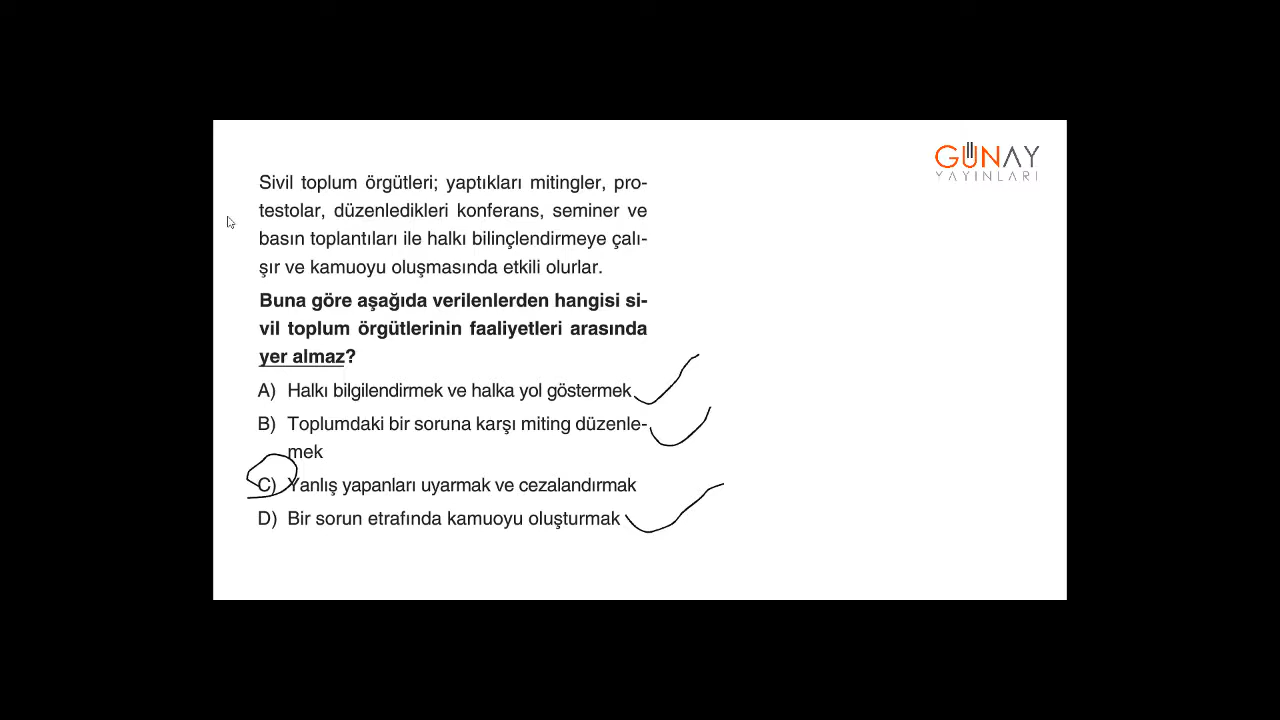 GÜNAY
YAYINLARI
Sivil toplum örgütleri; yaptıkları mitingler, pro-
testolar, düzenledikleri konferans, seminer ve
basın toplantıları ile halkı bilinçlendirmeye çalı-
şır ve kamuoyu oluşmasında etkili olurlar.
Buna göre aşağıda verilenlerden hangisi si-
vil toplum örgütlerinin faaliyetleri arasında
yer almaz?
A) Halkı bilgilendirmek ve halka yol göstermek
B) Toplumdaki bir soruna karşı miting düzenle-
mek
C) Yanlış yapanları uyarmak ve cezalandırmak
D) Bir sorun etrafında kamuoyu oluşturmak